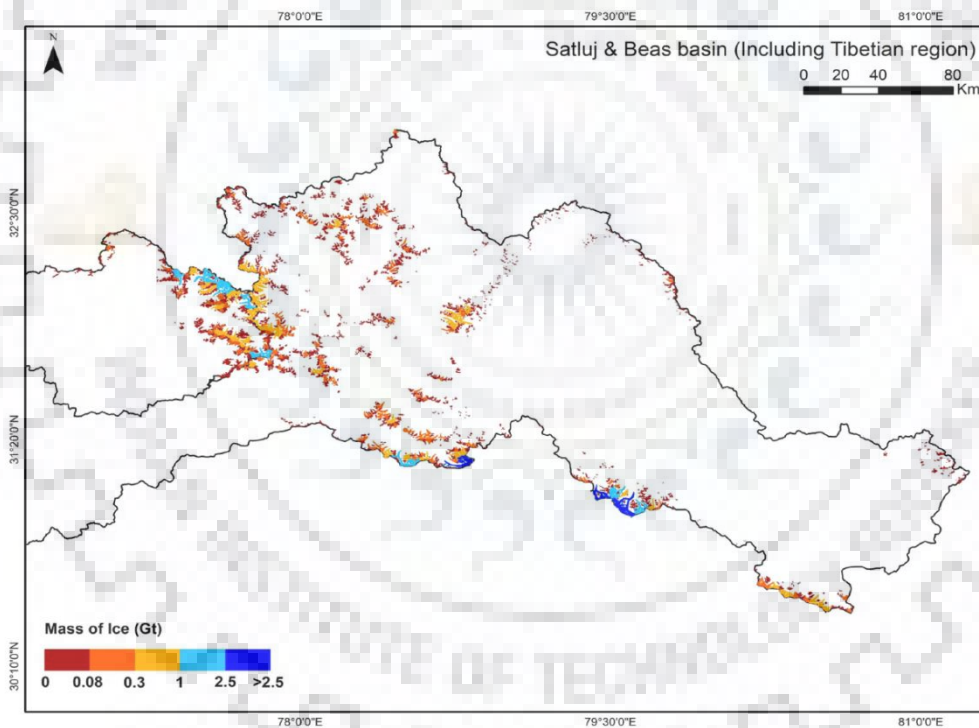 78°0'0"E 79°30'0"E 81°0'0"E
N
Satluj & Beas basin (Including Tibetian region)
0 20 40 80
Km
32°30'0"N
31°20'0"N
30°10'0"N
Mass of Ice (Gt)
0 0.08 0.3 1 2.5 >2.5
78°0'0"E 79°30'0"E 81°0'0"E